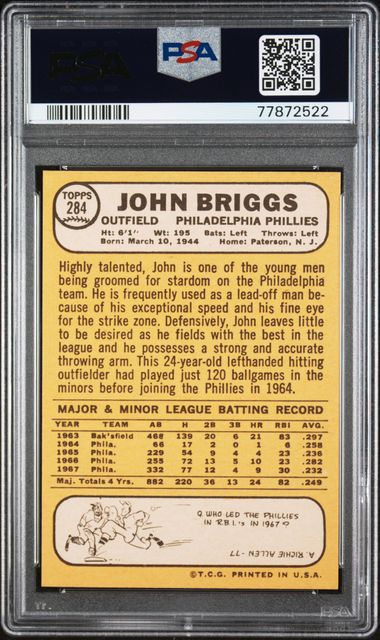 PSA
PSA
77872522
TOPPS
284
JOHN BRIGGS
OUTFIELD PHILADELPHIA PHILLIES
Ht: 6'1" Wt: 195 Bats: Left Throws: Left
Born: March 10, 1944 Home: Paterson, N. J.
Highly talented, John is one of the young men
being groomed for stardom on the Philadelphia
team. He is frequently used as a lead-off man be-
cause of his exceptional speed and his fine eye
for the strike zone. Defensively, John leaves little
to be desired as he fields with the best in the
league and he possesses a strong and accurate
throwing arm. This 24-year-old lefthanded hitting
outfielder had played just 120 ballgames in the
minors before joining the Phillies in 1964.
MAJOR & MINOR LEAGUE BATTING RECORD
YEAR TEAM AB H 2B 3B HR RBI AVG.
1963 Bak'sfield 468 139 20 6 21 83 .297
1964 Phila. 66 17 2 0 1 6 .258
1965 Phila. 229 54 9 4 4 23 .236
1966 Phila. 255 72 13 5 10 23 .282
1967 Phila. 332 77 12 4 9 30 .232
Maj. Totals 4 Yrs. 882 220 36 13 24 82 .249
Q. WHO LED THE PHILLIES
IN R.B.I.'S IN 1967?
A. RICHIE ALLEN-77
© T.C.G. PRINTED IN U.S.A.
PSA